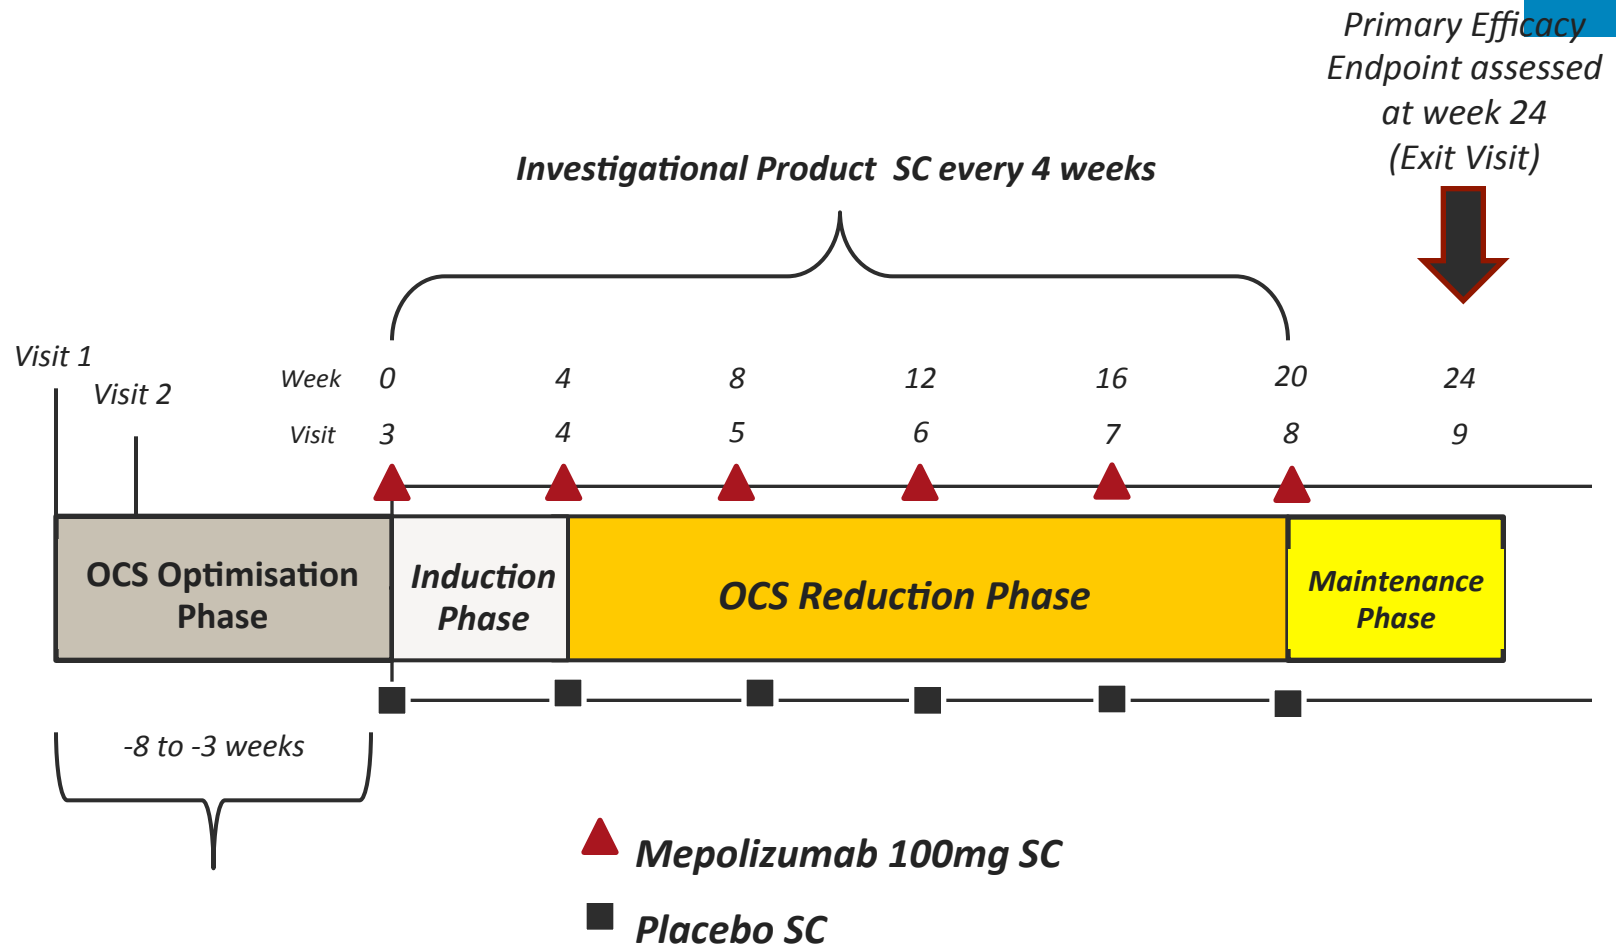 Primary Efficacy
Endpoint assessed
at week 24
(Exit Visit)
Investigational Product SC every 4 weeks
Visit 1
Visit 2
Week 0 4 8 12 16 20 24
Visit 3 4 5 6 7 8 9
OCS Optimisation
Phase
Induction
Phase
OCS Reduction Phase
Maintenance
Phase
-8 to -3 weeks
Mepolizumab 100mg SC
Placebo SC